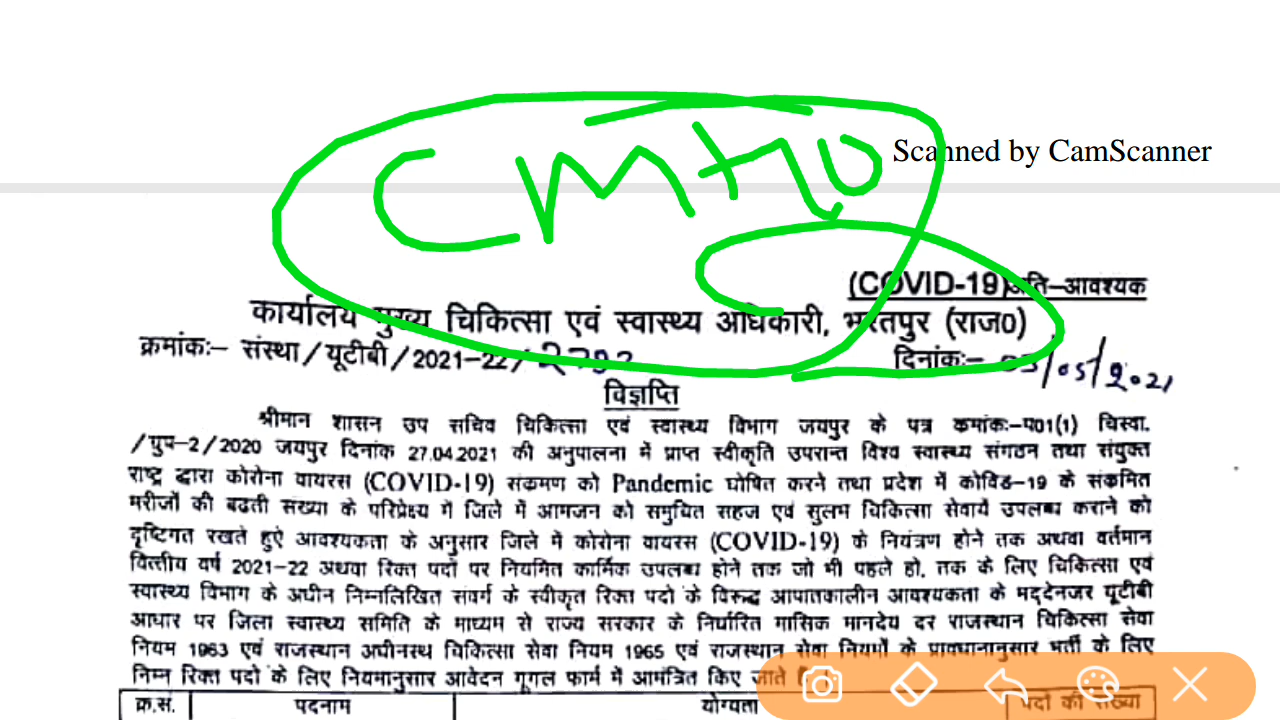 CMHO
Scanned by CamScanner
(COVID-19)अति-आवश्यक
कार्यालय मुख्य चिकित्सा एवं स्वास्थ्य अधिकारी, भरतपुर (राज0)
क्रमांकः- संस्था/यूटीबी/2021-22/ दिनांकः- 03/05/2021
विज्ञप्ति
श्रीमान शासन उप सचिव चिकित्सा एवं स्वास्थ्य विभाग जयपुर के पत्र कमांकः-प01(1) चिस्वा.
/ग्रुप-2/2020 जयपुर दिनांक 27.04.2021 की अनुपालना में प्राप्त स्वीकृति उपरान्त विश्व स्वास्थ्य संगठन तथा संयुक्त
राष्ट्र द्वारा कोरोना वायरस (COVID-19) संकमण को Pandemic घोषित करने तथा प्रदेश में कोविड-19 के संकमित
मरीजों की बढती संख्या के परिप्रेक्ष्य में जिले में आमजन को समुचित सहज एवं सुलभ चिकित्सा सेवायें उपलब्ध कराने को
दृष्टिगत रखते हुऐ आवश्यकता के अनुसार जिले में कोरोना वायरस (COVID-19) के नियंत्रण होने तक अथवा वर्तमान
वित्तीय वर्ष 2021-22 अथवा रिक्त पदों पर नियमित कार्मिक उपलब्ध होने तक जो भी पहले हो, तक के लिए चिकित्सा एवं
स्वास्थ्य विभाग के अधीन निम्नलिखित संवर्ग के स्वीकृत रिक्त पदो के विरुद्ध आपातकालीन आवश्यकता के मद्देनजर यूटीबी
आधार पर जिला स्वास्थ्य समिति के माध्यम से राज्य सरकार के निर्धारित मासिक मानदेय दर राजस्थान चिकित्सा सेवा
नियम 1963 एवं राजस्थान अधीनस्थ चिकित्सा सेवा नियम 1965 एवं राजस्थान सेवा नियमों के प्रावधानानुसार भर्ती के लिए
निम्न रिक्त पदो के लिए नियमानुसार आवेदन गूगल फार्म में आमंत्रित किए जाते
क्र.सं. पदनाम योग्यता पदों की संख्या